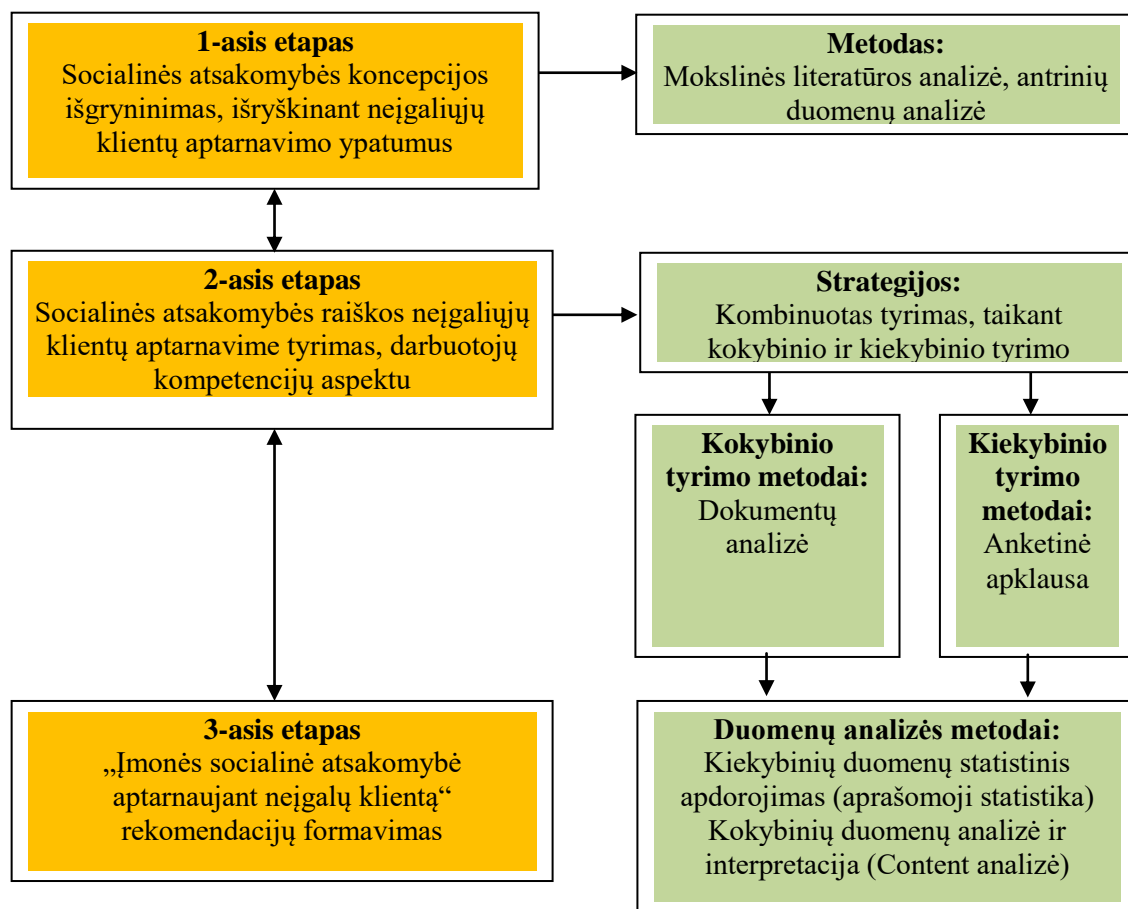 1-asis etapas
Socialinės atsakomybės koncepcijos
išgryninimas, išryškinant neįgaliųjų
klientų aptarnavimo ypatumus
Metodas:
Mokslinės literatūros analizė, antrinių
duomenų analizė
2-asis etapas
Socialinės atsakomybės raiškos neįgaliųjų
klientų aptarnavime tyrimas, darbuotojų
kompetencijų aspektu
Strategijos:
Kombinuotas tyrimas, taikant
kokybinio ir kiekybinio tyrimo
Kokybinio
tyrimo metodai:
Dokumentų
analizė
Kiekybinio
tyrimo
metodai:
Anketinė
apklausa
3-asis etapas
„Įmonės socialinė atsakomybė
aptarnaujant neįgalų klientą“
rekomendacijų formavimas
Duomenų analizės metodai:
Kiekybinių duomenų statistinis
apdorojimas (aprašomoji statistika)
Kokybinių duomenų analizė ir
interpretacija (Content analizė)